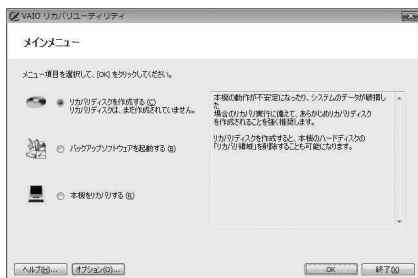 VAIO リカバリユーティリティ
メインメニュー
メニュー項目を選択して、[OK] をクリックしてください。
リカバリディスクを作成する (C)
リカバリディスクは、まだ作成されていません。
バックアップソフトウェアを起動する (B)
本機をリカバリする (R)
本機の動作が不安定になったり、システムのデータが破損し
た
場合のリカバリ実行に備えて、あらかじめリカバリディスク
を作成されることを強く推奨します。
リカバリディスクを作成すると、本機のハードディスクの
「リカバリ領域」を削除することも可能になります。
ヘルプ(H)...
オプション(O)...
OK
終了(X)